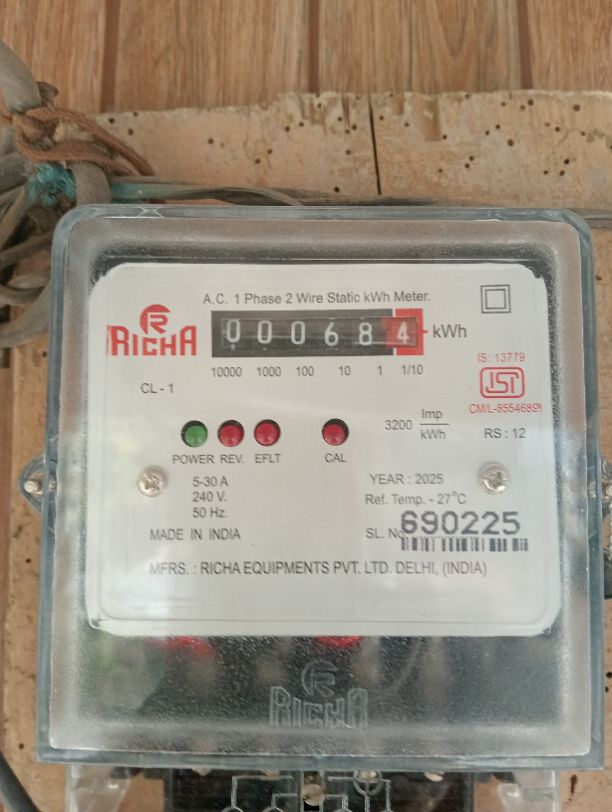 A.C. 1 Phase 2 Wire Static kWh Meter.
R
RICHA
000684 kWh
10000 1000 100 10 1 1/10
IS: 13779
ISI
CM/L-8554689
CL - 1
3200 Imp
kWh
RS : 12
POWER REV. EFLT CAL
5-30 A
240 V.
50 Hz.
YEAR : 2025
Ref. Temp. - 27°C
MADE IN INDIA
SL. No 690225
MFRS. : RICHA EQUIPMENTS PVT. LTD. DELHI, (INDIA)
R
RICHA